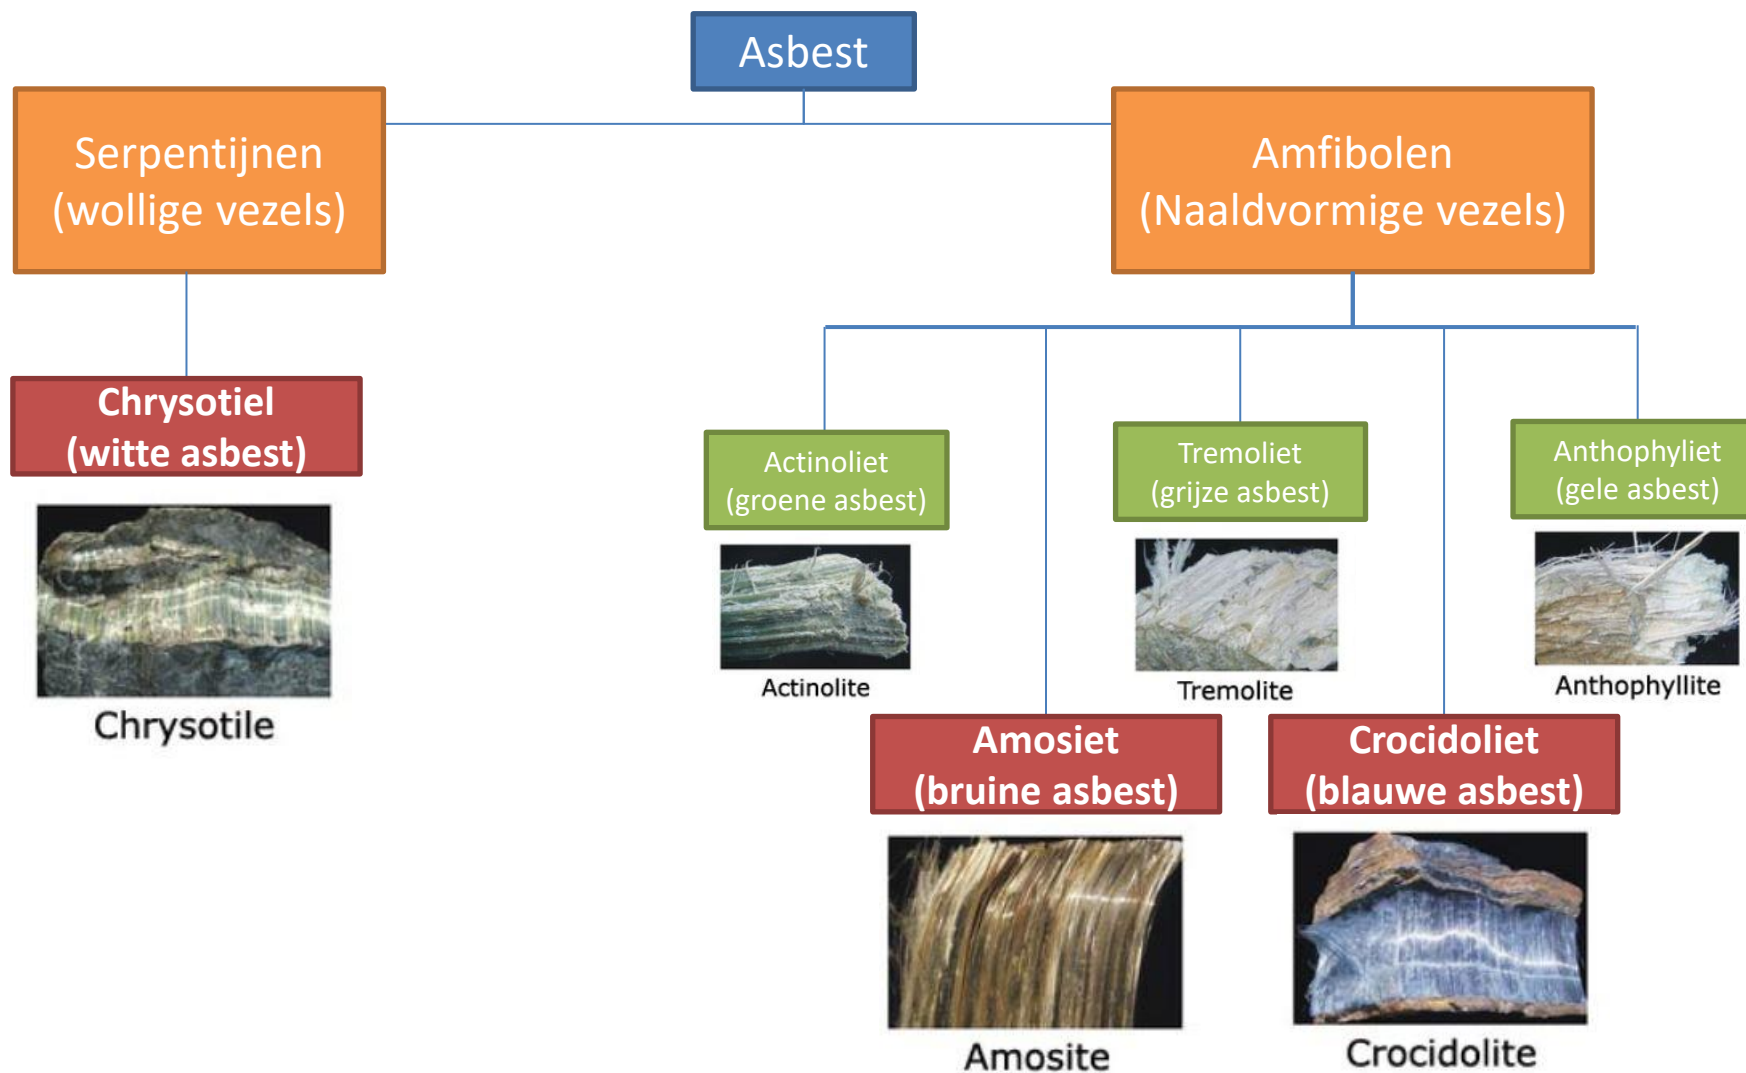 Asbest
Serpentijnen
(wollige vezels)
Amfibolen
(Naaldvormige vezels)
Chrysotiel
(witte asbest)
Chrysotile
Actinoliet
(groene asbest)
Actinolite
Tremoliet
(grijze asbest)
Tremolite
Anthophyliet
(gele asbest)
Anthophyllite
Amosiet
(bruine asbest)
Amosite
Crocidoliet
(blauwe asbest)
Crocidolite